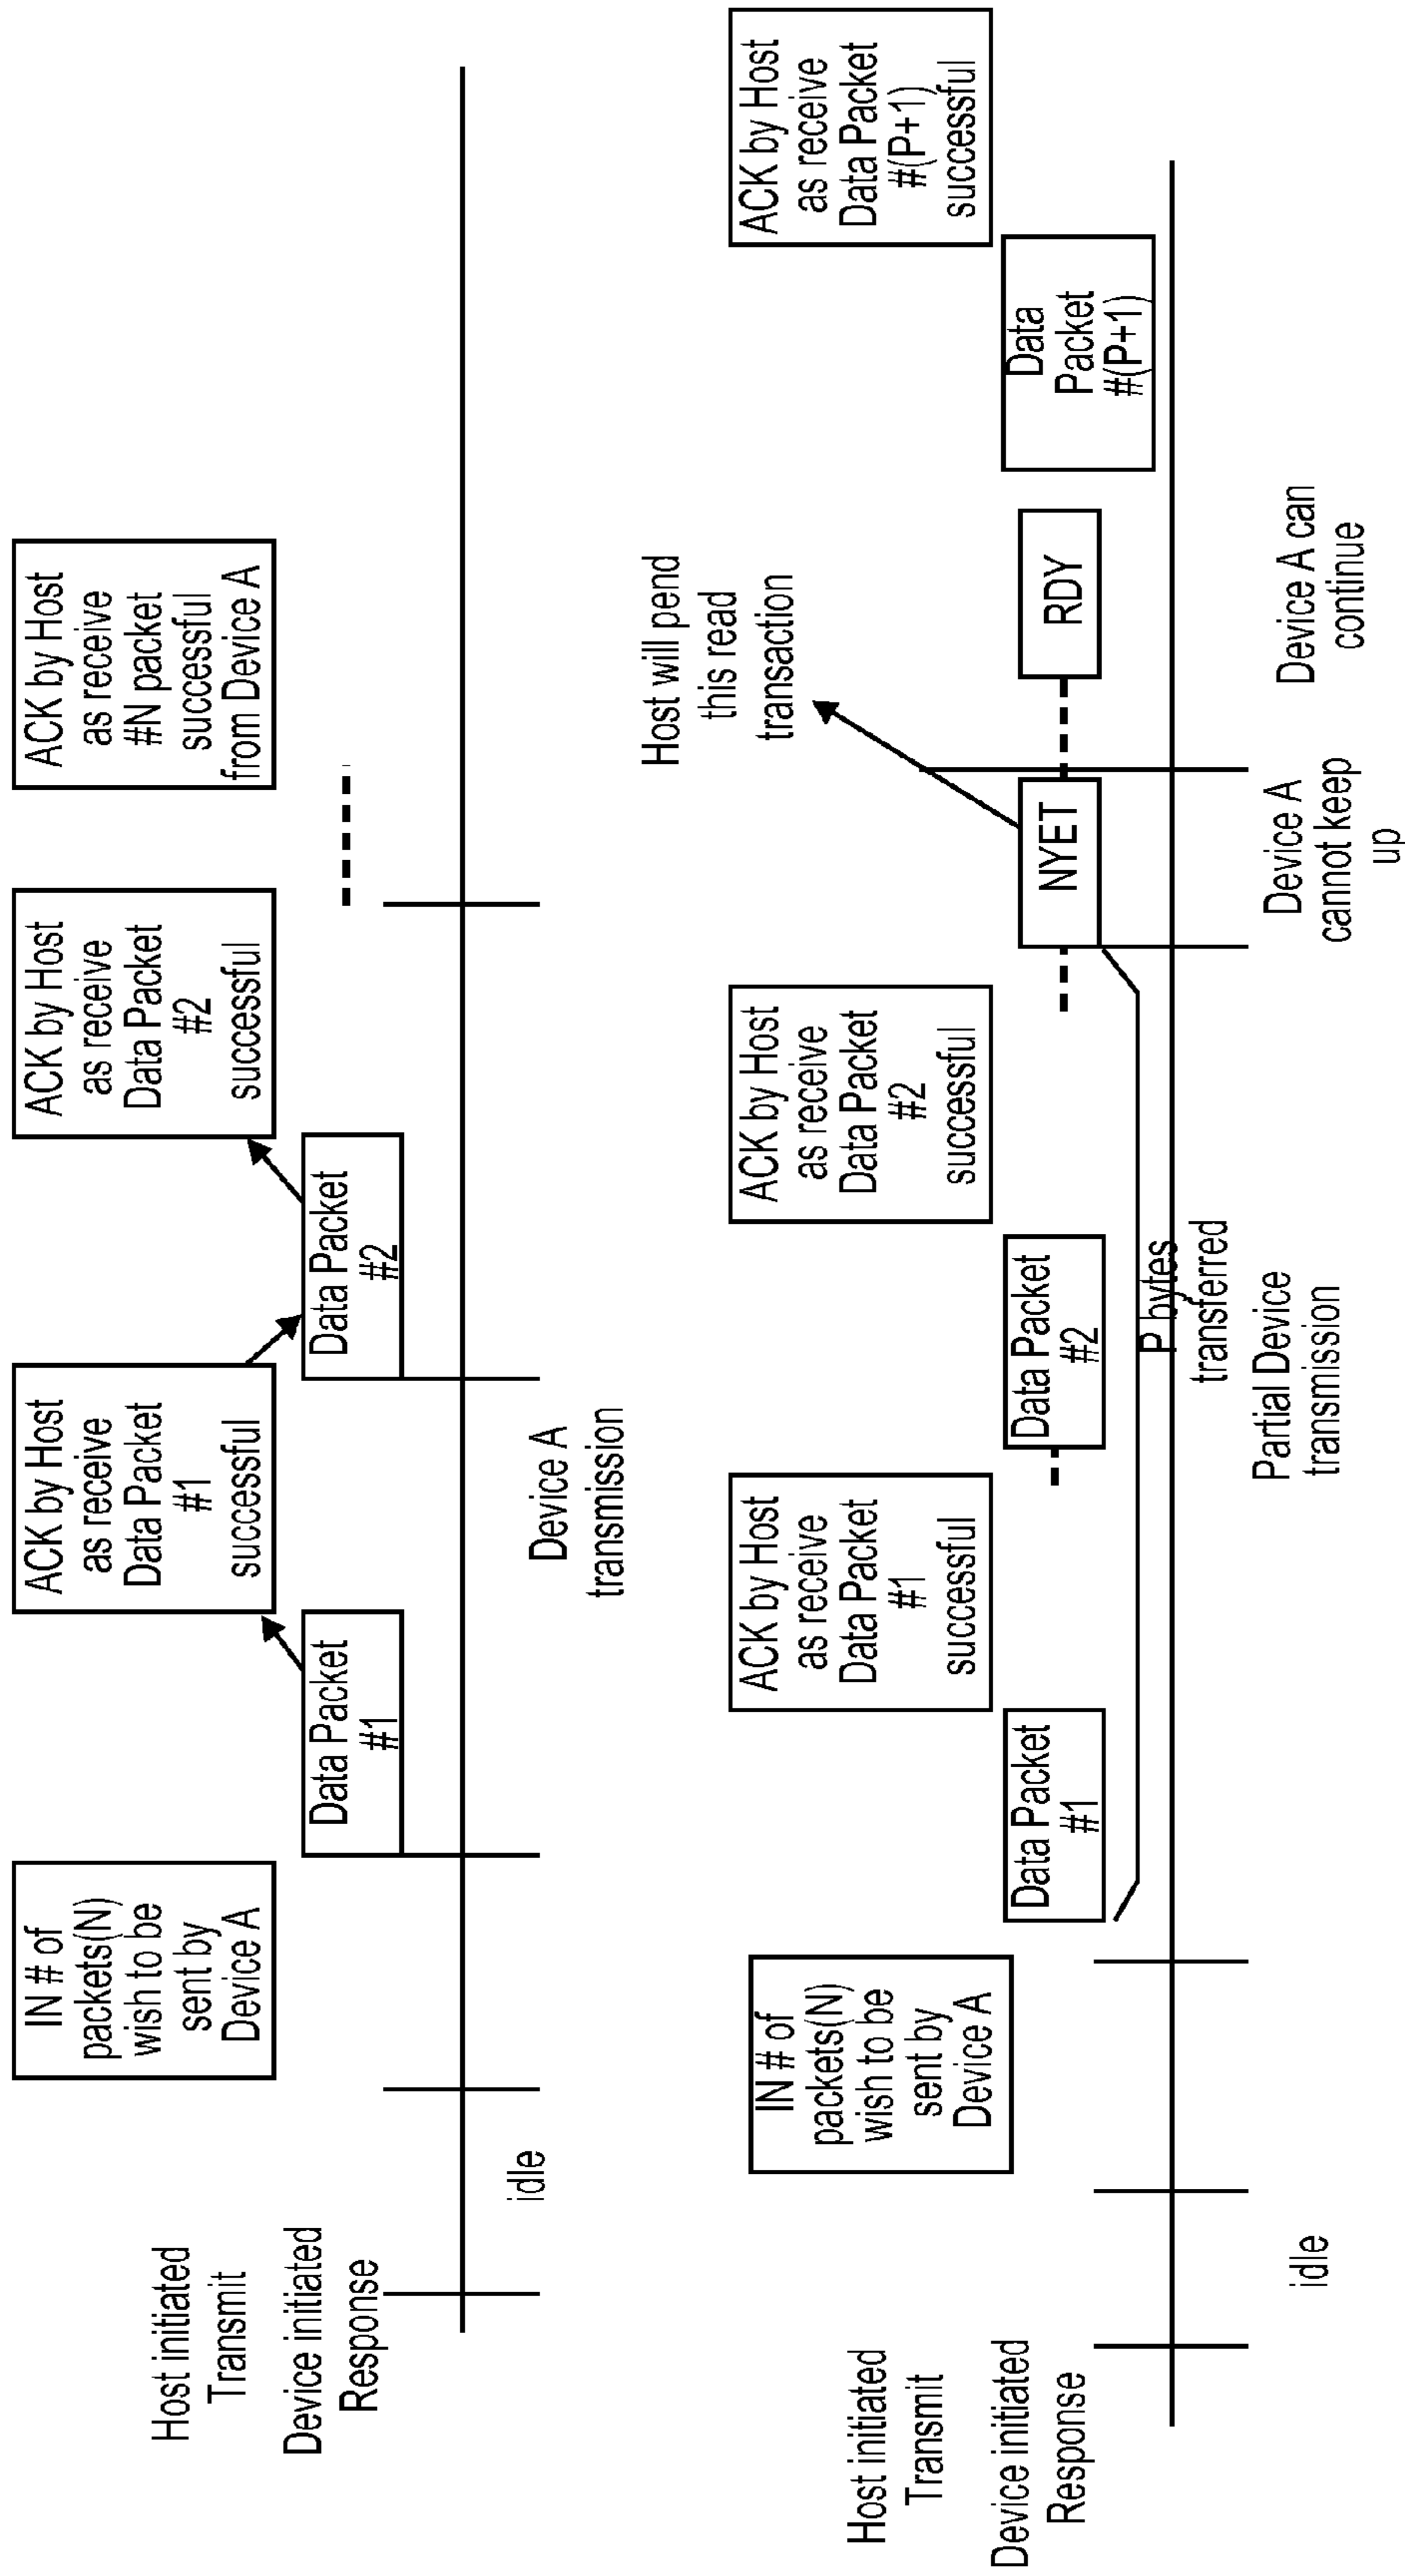 Host initiated
Transmit
Device initiated
Response
IN # of
packets(N)
wish to be
sent by
Device A
Data Packet
#1
ACK by Host
as receive
Data Packet
#1
successful
Data Packet
#2
ACK by Host
as receive
Data Packet
#2
successful
ACK by Host
as receive
#N packet
successful
from Device A
idle
Device A
transmission
Host initiated
Transmit
Device initiated
Response
IN # of
packets(N)
wish to be
sent by
Device A
Data Packet
#1
ACK by Host
as receive
Data Packet
#1
successful
Data Packet
#2
ACK by Host
as receive
Data Packet
#2
successful
NYET
Host will pend
this read
transaction
RDY
Data
Packet
#(P+1)
ACK by Host
as receive
Data Packet
#(P+1)
successful
P bytes
transferred
idle
Partial Device
transmission
Device A
cannot keep
up
Device A can
continue